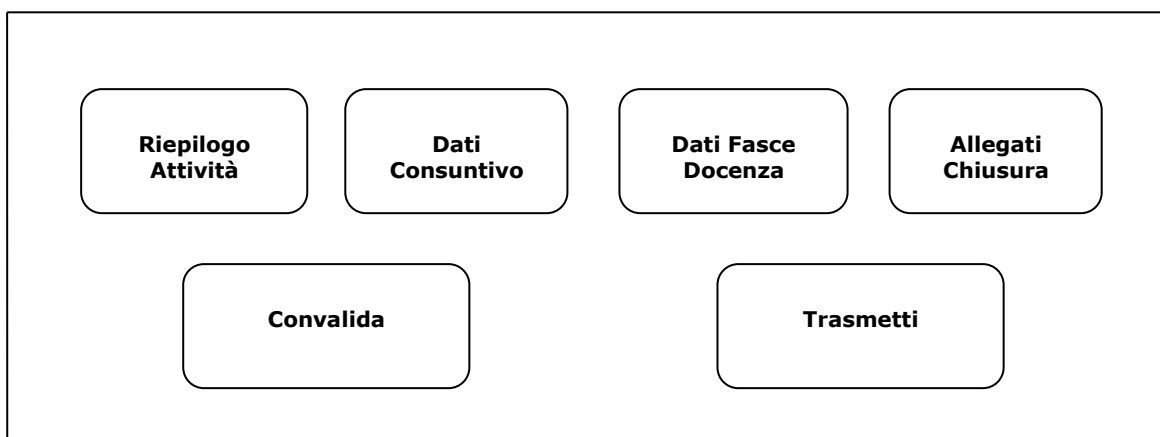 Riepilogo
Attività
Dati
Consuntivo
Dati Fasce
Docenza
Allegati
Chiusura
Convalida
Trasmetti